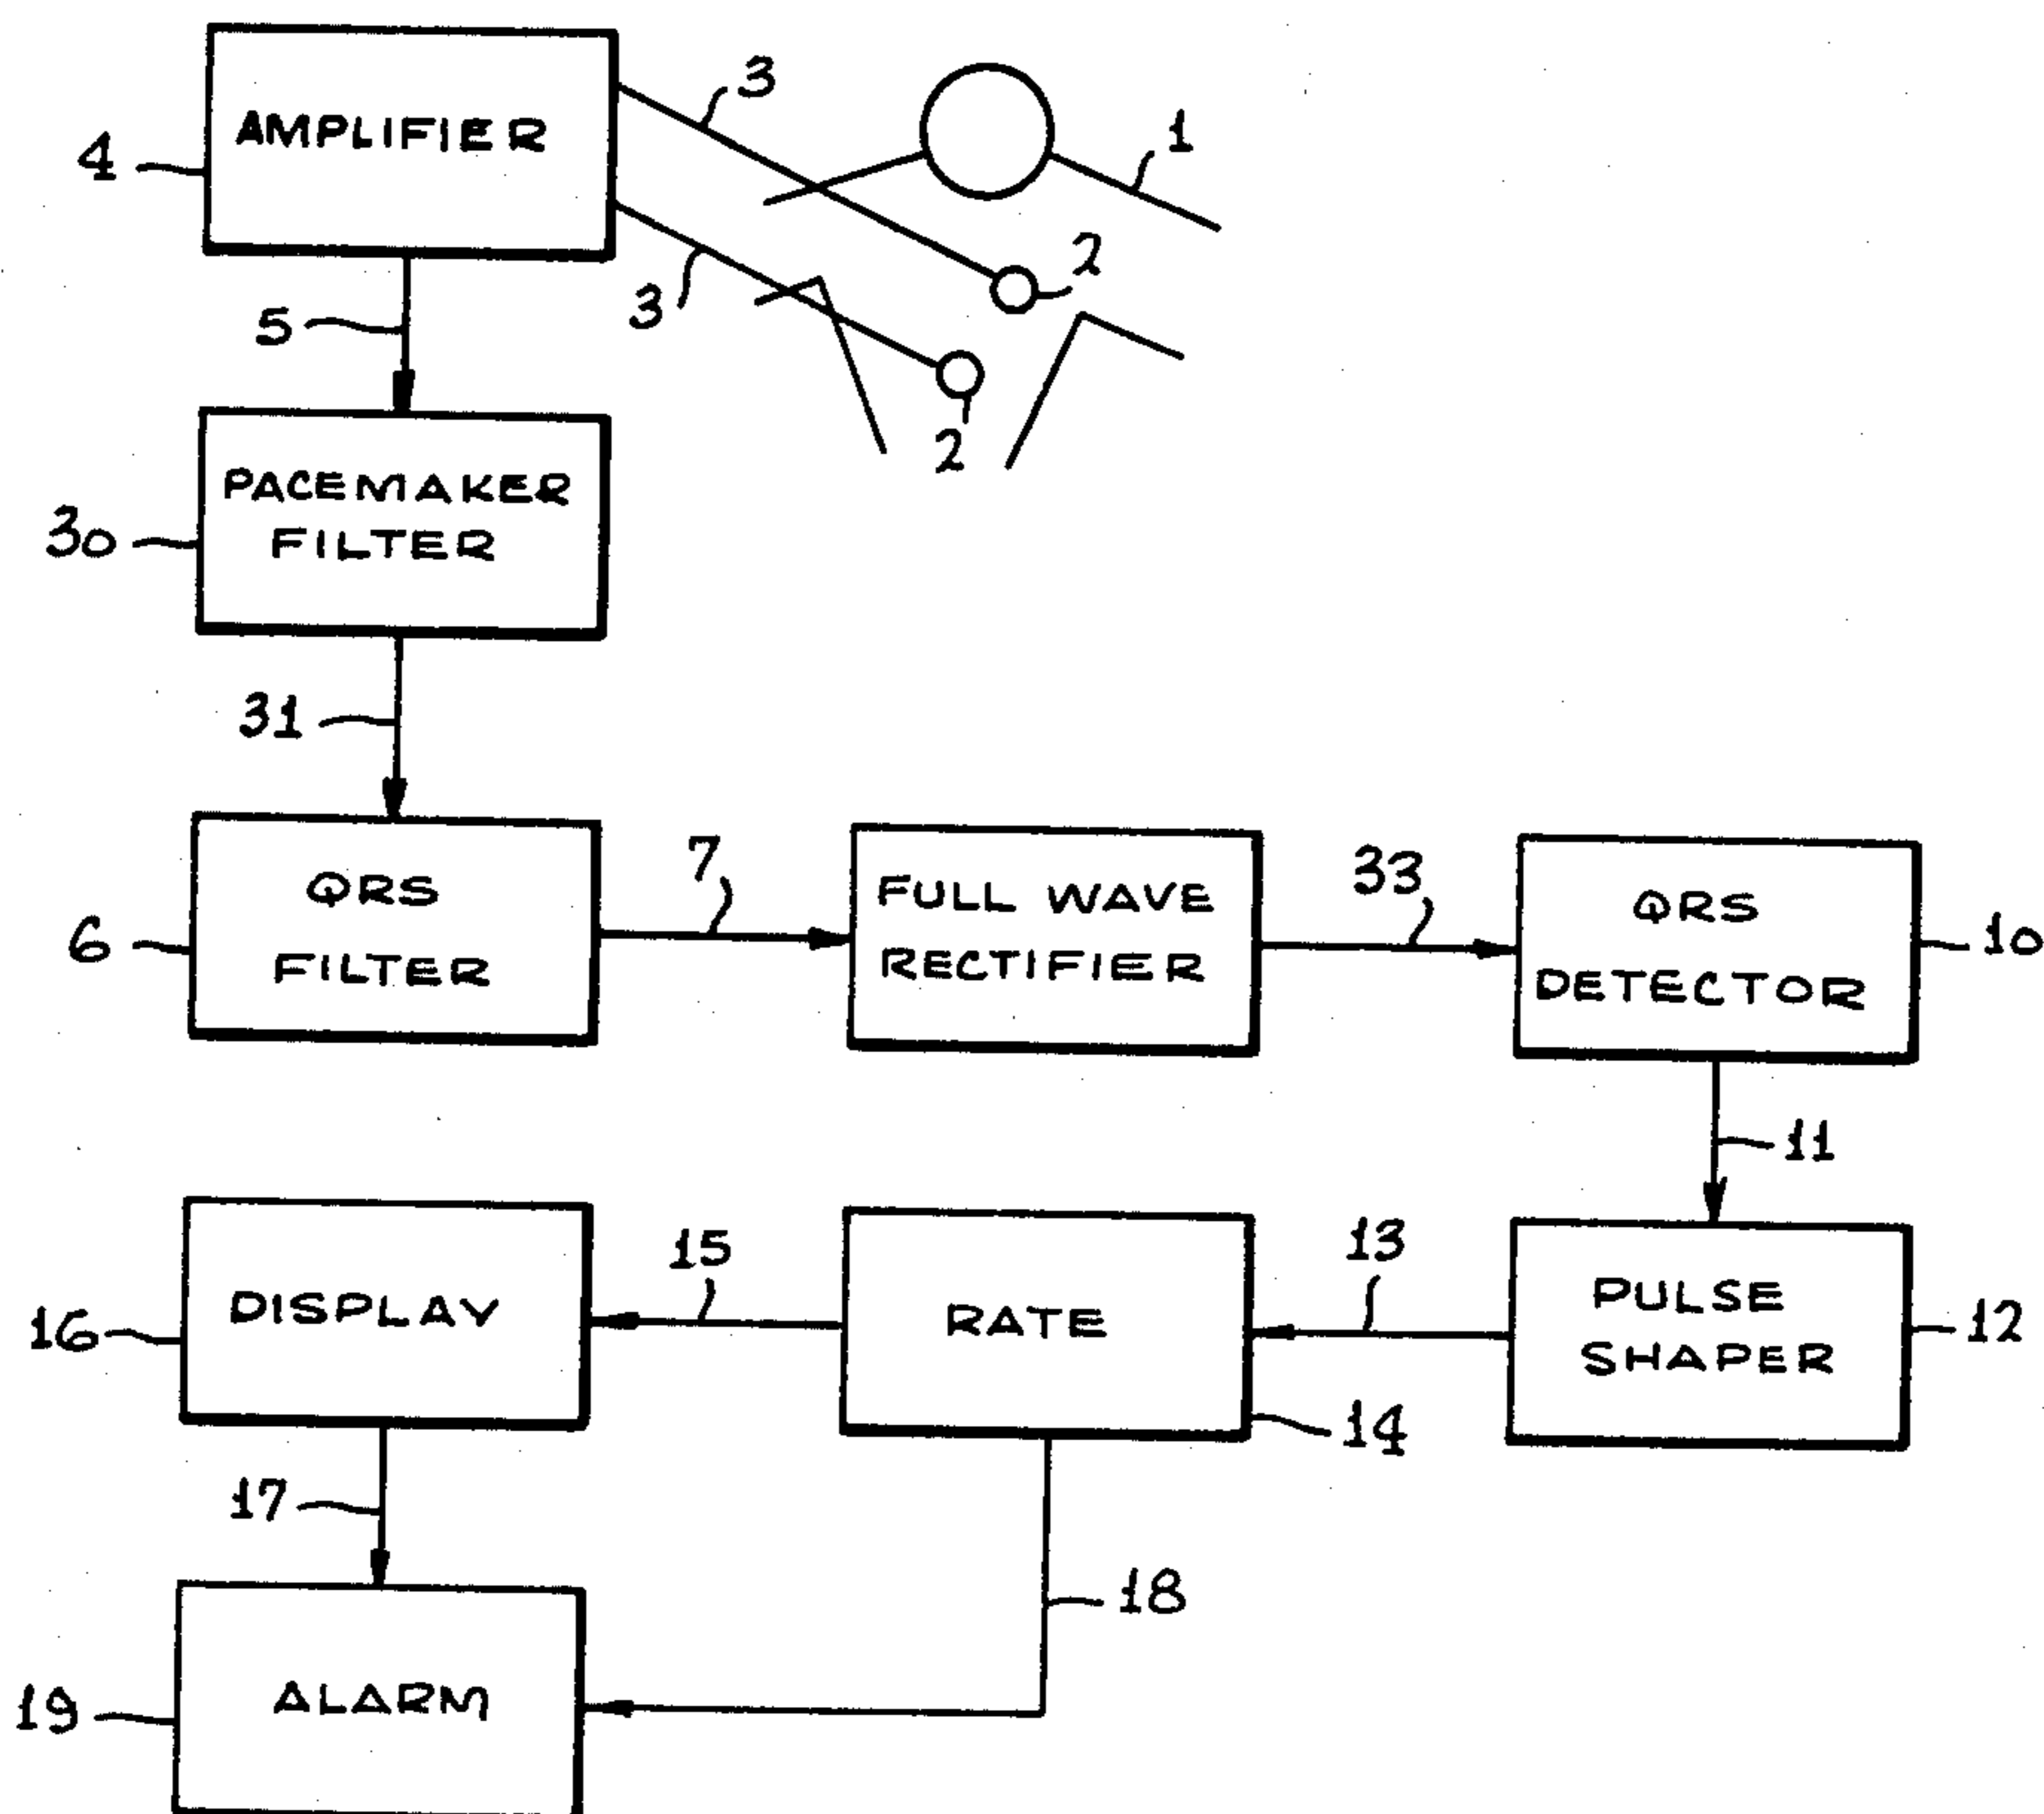 AMPLIFIER
4
3
1
3
2
2
5
PACEMAKER
FILTER
30
31
QRS
FILTER
6
7
FULL WAVE
RECTIFIER
33
QRS
DETECTOR
10
11
DISPLAY
16
15
RATE
14
13
PULSE
SHAPER
12
17
18
ALARM
19